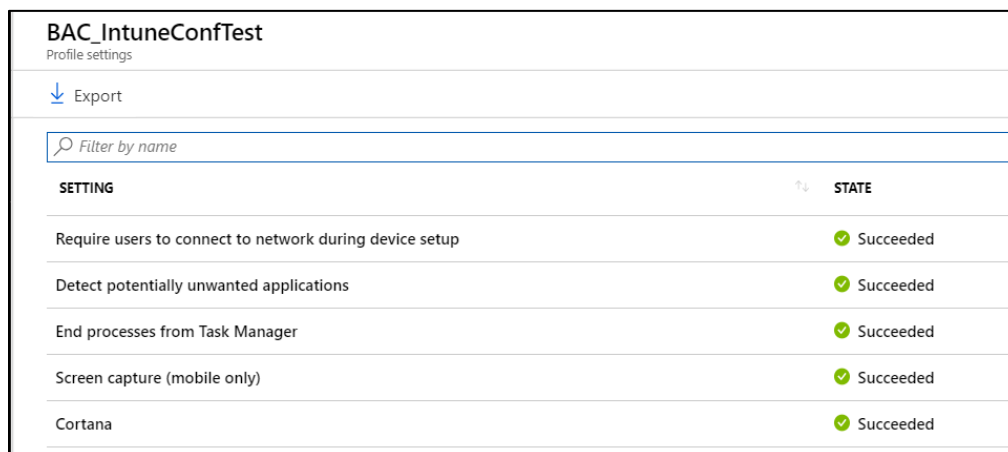 BAC_IntuneConfTest
Profile settings
Export
Filter by name
SETTING STATE
Require users to connect to network during device setup Succeeded
Detect potentially unwanted applications Succeeded
End processes from Task Manager Succeeded
Screen capture (mobile only) Succeeded
Cortana Succeeded